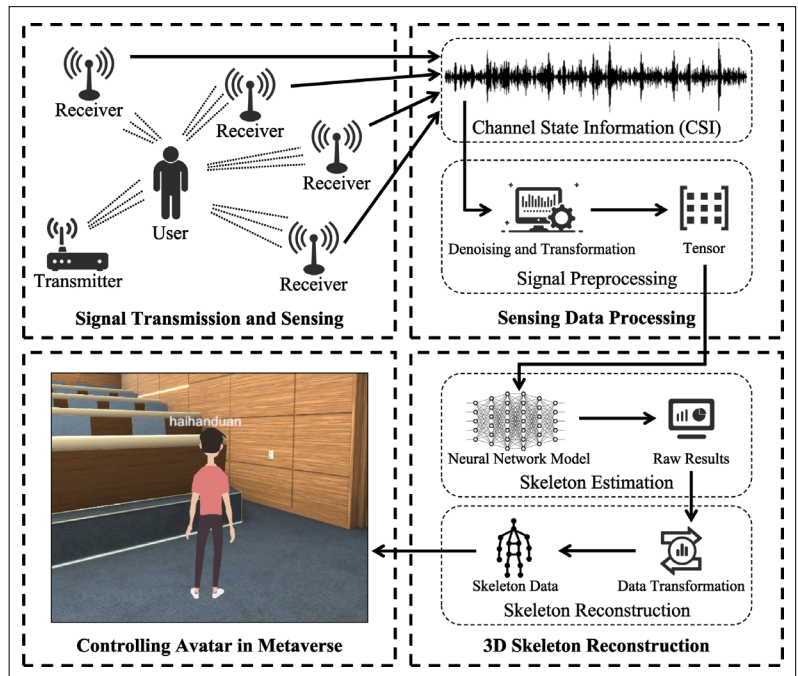 Receiver
Receiver
Receiver
User
Transmitter
Receiver
Signal Transmission and Sensing
Channel State Information (CSI)
Denoising and Transformation
Tensor
Signal Preprocessing
Sensing Data Processing
haihanduan
Controlling Avatar in Metaverse
Neural Network Model
Raw Results
Skeleton Estimation
Skeleton Data
Data Transformation
Skeleton Reconstruction
3D Skeleton Reconstruction